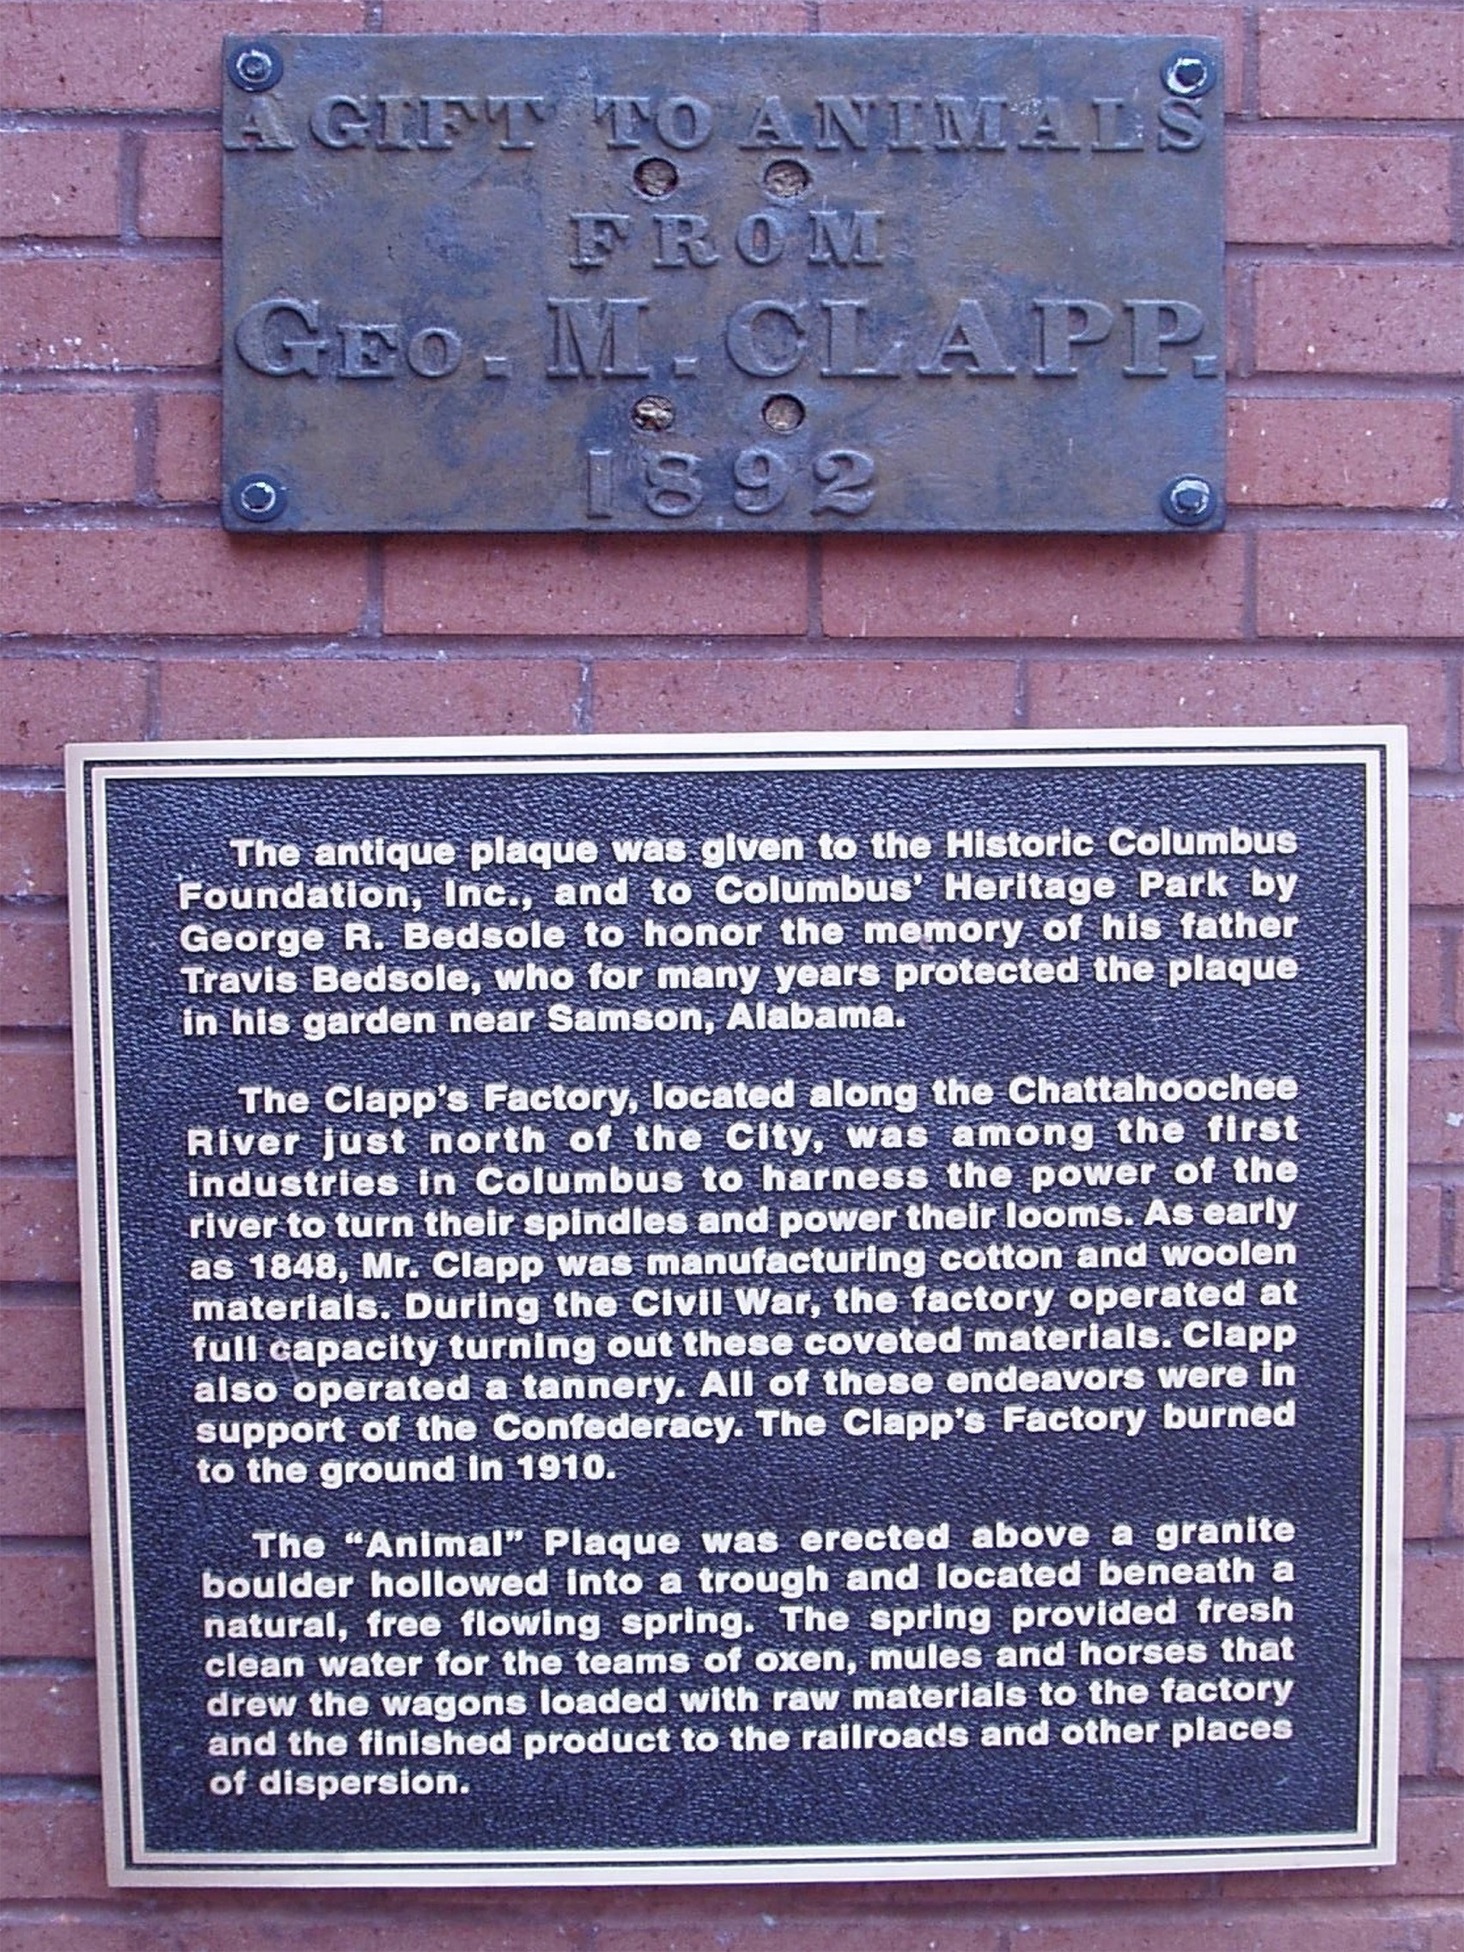 A GIFT TO ANIMALS
FROM
GEO. M. CLAPP.
1892
The antique plaque was given to the Historic Columbus
Foundation, Inc., and to Columbus' Heritage Park by
George R. Bedsole to honor the memory of his father
Travis Bedsole, who for many years protected the plaque
in his garden near Samson, Alabama.
The Clapp's Factory, located along the Chattahoochee
River just north of the City, was among the first
industries in Columbus to harness the power of the
river to turn their spindles and power their looms. As early
as 1848, Mr. Clapp was manufacturing cotton and woolen
materials. During the Civil War, the factory operated at
full capacity turning out these coveted materials. Clapp
also operated a tannery. All of these endeavors were in
support of the Confederacy. The Clapp's Factory burned
to the ground in 1910.
The "Animal" Plaque was erected above a granite
boulder hollowed into a trough and located beneath a
natural, free flowing spring. The spring provided fresh
clean water for the teams of oxen, mules and horses that
drew the wagons loaded with raw materials to the factory
and the finished product to the railroads and other places
of dispersion.